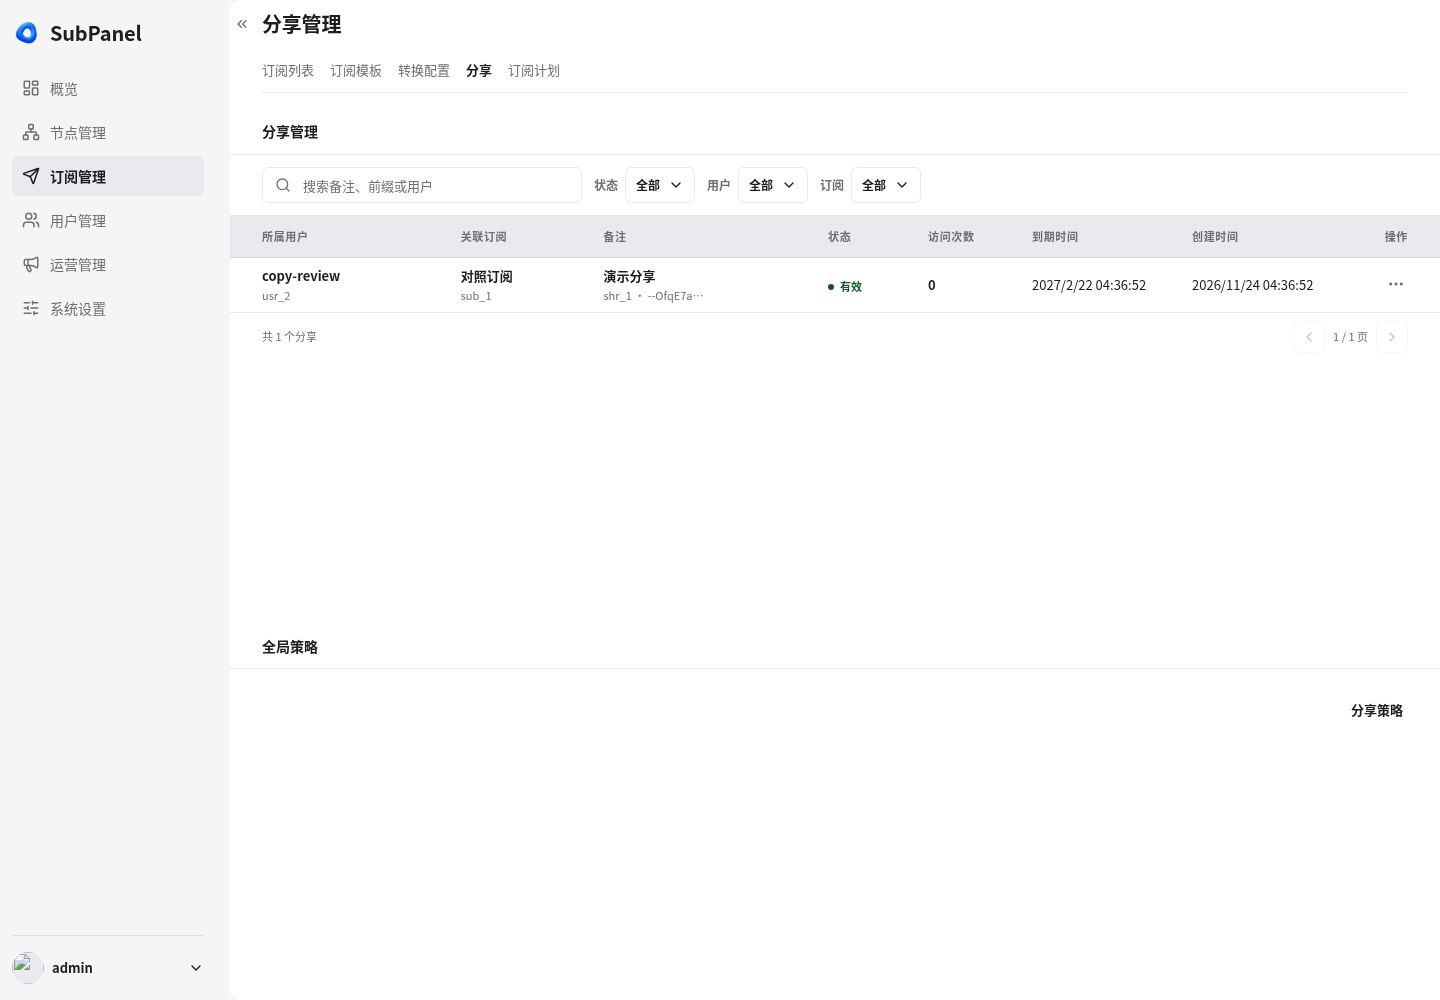 SubPanel
概览
节点管理
订阅管理
用户管理
运营管理
系统设置
admin
分享管理
订阅列表 订阅模板 转换配置 分享 订阅计划
分享管理
搜索备注、前缀或用户 状态 全部 用户 全部 订阅 全部
所属用户 关联订阅 备注 状态 访问次数 到期时间 创建时间 操作
copy-review 对照订阅 演示分享 有效 0 2027/2/22 04:36:52 2026/11/24 04:36:52
usr_2 sub_1 shr_1 · --OfqE7a…
共 1 个分享 1 / 1 页
全局策略
分享策略